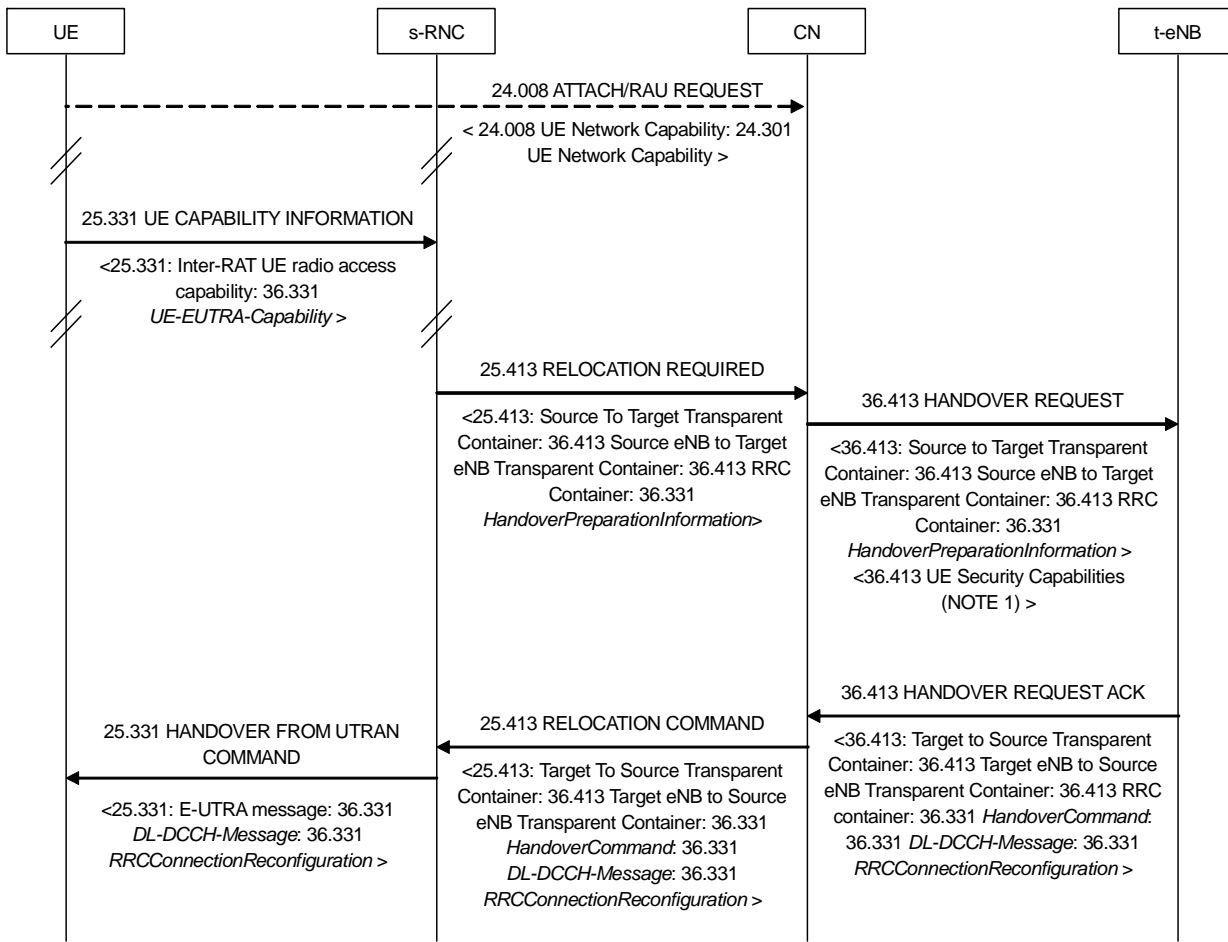 UE
s-RNC
CN
t-eNB
24.008 ATTACH/RAU REQUEST
< 24.008 UE Network Capability: 24.301
UE Network Capability >
25.331 UE CAPABILITY INFORMATION
<25.331: Inter-RAT UE radio access
capability: 36.331
UE-EUTRA-Capability >
25.413 RELOCATION REQUIRED
<25.413: Source To Target Transparent
Container: 36.413 Source eNB to Target
eNB Transparent Container: 36.413 RRC
Container: 36.331
HandoverPreparationInformation>
36.413 HANDOVER REQUEST
<36.413: Source to Target Transparent
Container: 36.413 Source eNB to Target
eNB Transparent Container: 36.413 RRC
Container: 36.331
HandoverPreparationInformation >
<36.413 UE Security Capabilities
(NOTE 1) >
36.413 HANDOVER REQUEST ACK
<36.413: Target to Source Transparent
Container: 36.413 Target eNB to Source
eNB Transparent Container: 36.413 RRC
container: 36.331 HandoverCommand:
36.331 DL-DCCH-Message: 36.331
RRCConnectionReconfiguration >
25.413 RELOCATION COMMAND
<25.413: Target To Source Transparent
Container: 36.413 Target eNB to Source
eNB Transparent Container: 36.331
HandoverCommand: 36.331
DL-DCCH-Message: 36.331
RRCConnectionReconfiguration >
25.331 HANDOVER FROM UTRAN
COMMAND
<25.331: E-UTRA message: 36.331
DL-DCCH-Message: 36.331
RRCConnectionReconfiguration >